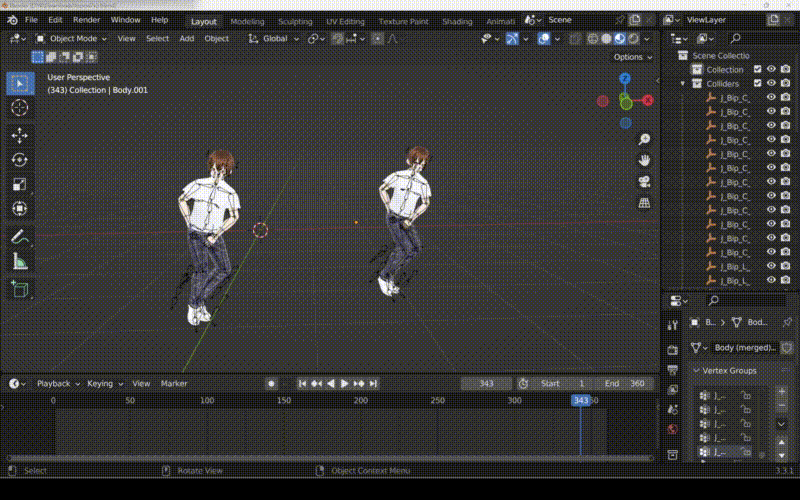 File Edit Render Window Help Layout Modeling Sculpting UV Editing Texture Paint Shading Animati Scene ViewLayer
Object Mode View Select Add Object Global
Options
User Perspective
(343) Collection | Body.001
Z
X
Scene Collectio
Collection
Colliders
J_Bip_C_
J_Bip_C_
J_Bip_C_
J_Bip_C_
J_Bip_C_
J_Bip_C_
J_Bip_C_
J_Bip_C_
J_Bip_C_
J_Bip_C_
J_Bip_C_
J_Bip_C_
J_Bip_L_
J_Bip_L_
B... Bod...
Body (merged)...
Vertex Groups
J_...
J_...
J_...
J_...
J_...
Playback Keying View Marker 343 Start 1 End 360
0 50 100 150 200 250 300 343 50
Select Rotate View Object Context Menu 3.3.1